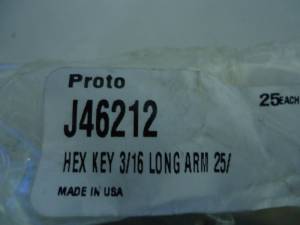 Proto
25EACH
J46212
HEX KEY 3/16 LONG ARM 25/
MADE IN USA